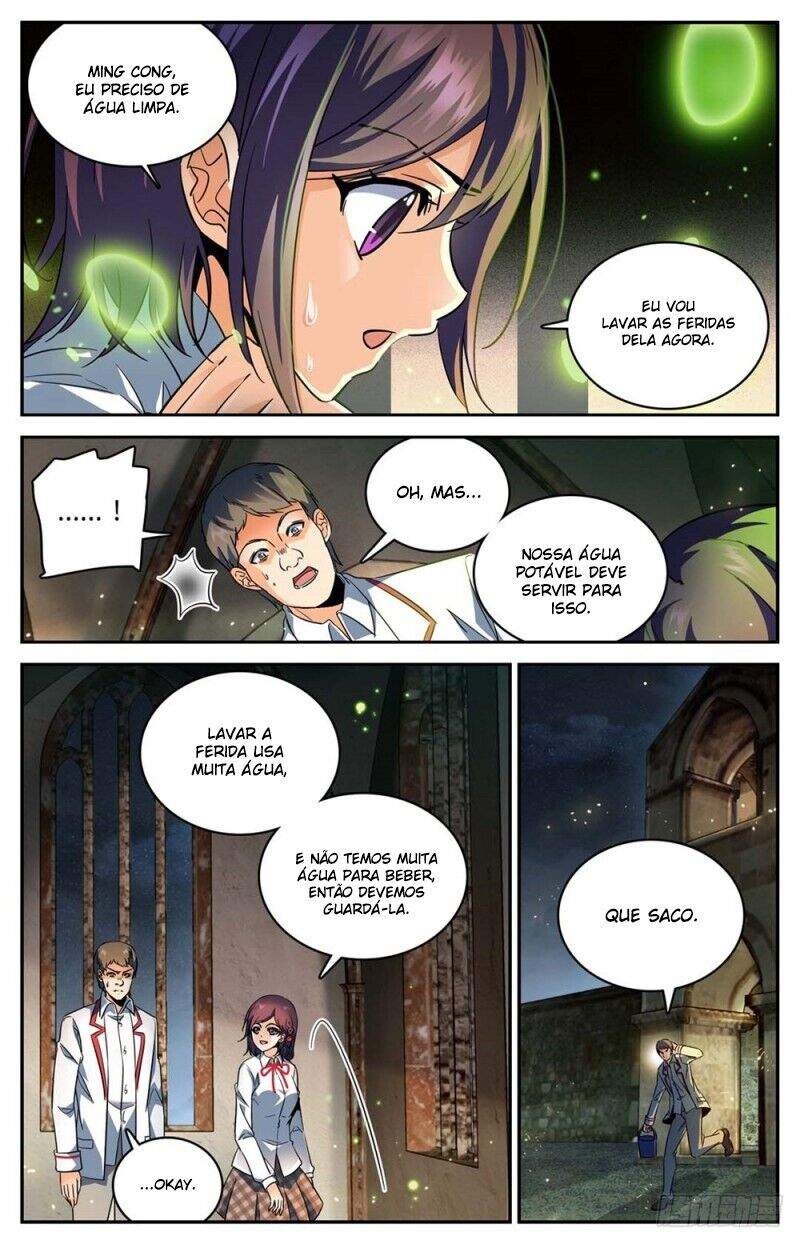 MING CONG,
EU PRECISO DE
ÁGUA LIMPA.
EU VOU
LAVAR AS FERIDAS
DELA AGORA.
...... !
OH, MAS...
NOSSA ÁGUA
POTÁVEL DEVE
SERVIR PARA
ISSO.
LAVAR A
FERIDA USA
MUITA ÁGUA,
E NÃO TEMOS MUITA
ÁGUA PARA BEBER,
ENTÃO DEVEMOS
GUARDÁ-LA.
...OKAY.
QUE SACO.